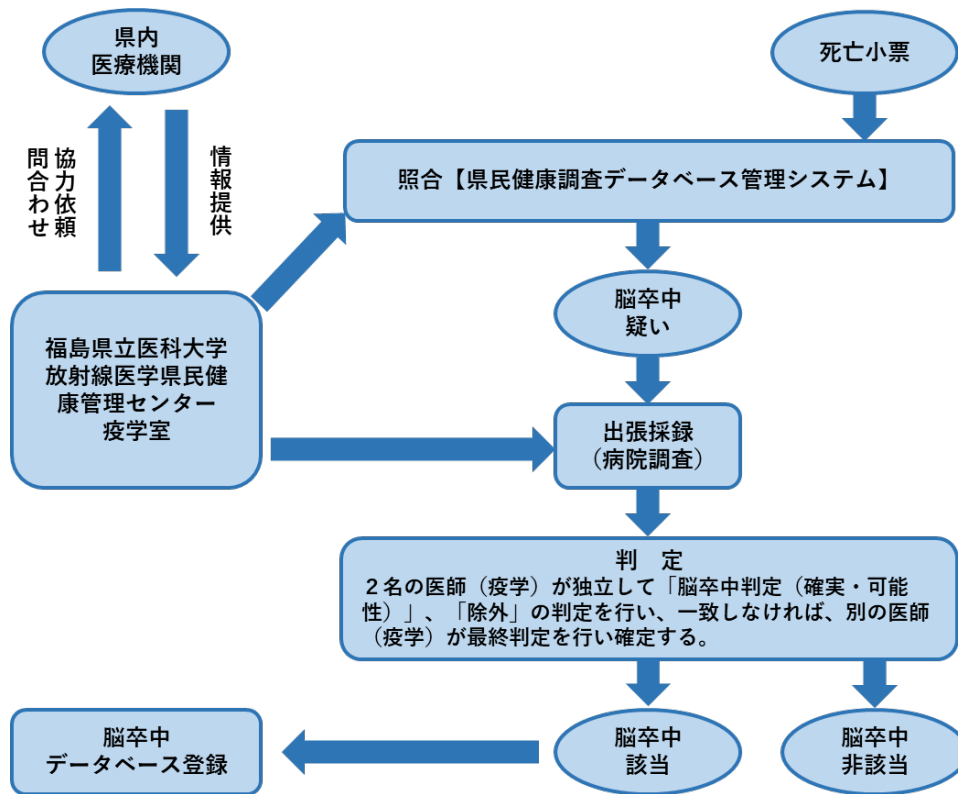 県内
医療機関
死亡小票
協力依頼
問合わせ
情報提供
照合【県民健康調査データベース管理システム】
脳卒中
疑い
福島県立医科大学
放射線医学県民健
康管理センター
疫学室
出張採録
（病院調査）
判　定
２名の医師（疫学）が独立して「脳卒中判定（確実・可能
性）」、「除外」の判定を行い、一致しなければ、別の医師
（疫学）が最終判定を行い確定する。
脳卒中
データベース登録
脳卒中
該当
脳卒中
非該当